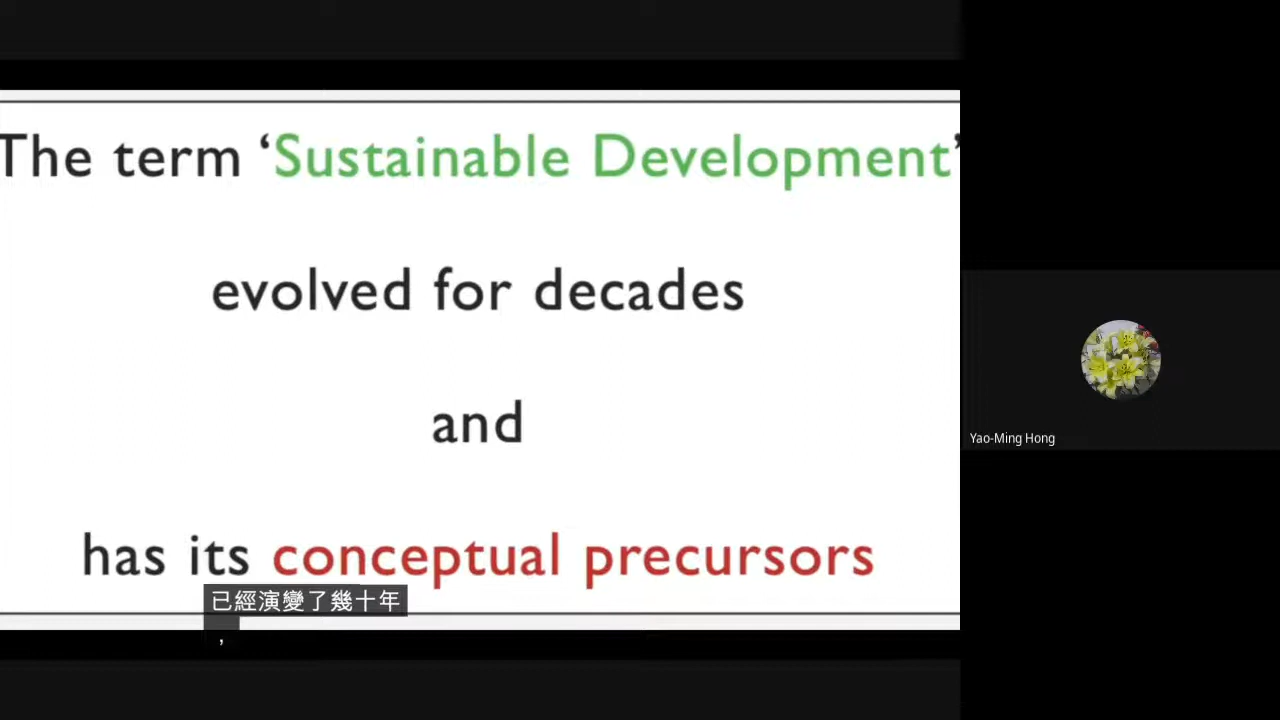 The term ‘Sustainable Development’
evolved for decades
and
has its conceptual precursors
已經演變了幾十年
,
Yao-Ming Hong